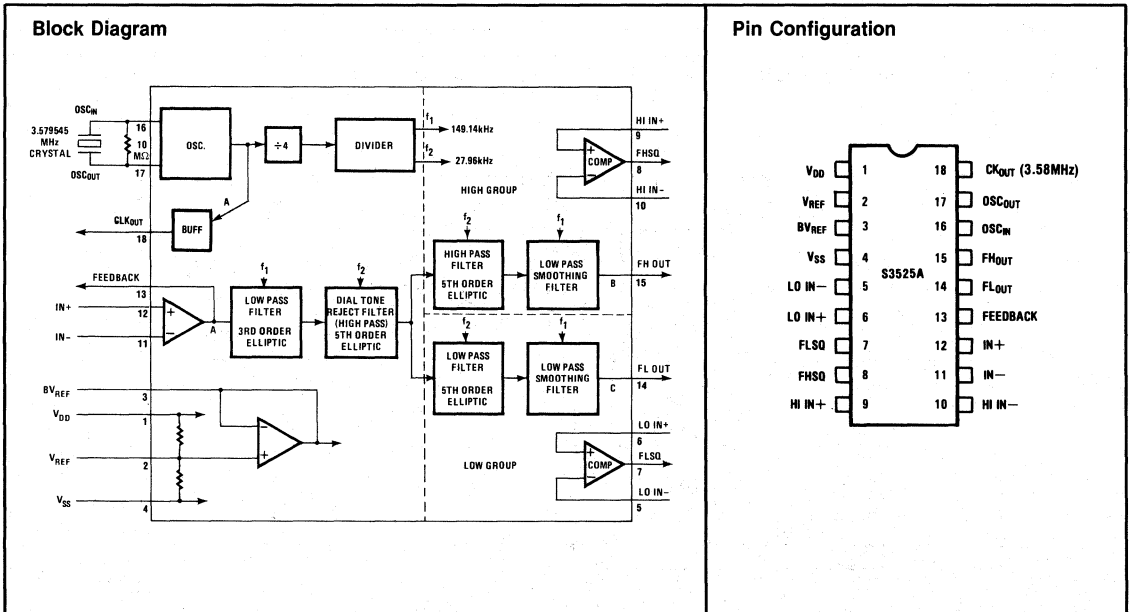 Block Diagram
OSCIN
3.579545
MHz
CRYSTAL
16
10
MΩ
OSCOUT
17
OSC.
÷4
DIVIDER
f1
149.14kHz
f2
27.96kHz
A
CLKOUT
18
BUFF
HI IN+
9
COMP
+
−
FHSQ
8
HI IN−
10
HIGH GROUP
FEEDBACK
13
IN+
12
IN−
11
+
−
A
f1
LOW PASS
FILTER
3RD ORDER
ELLIPTIC
f2
DIAL TONE
REJECT FILTER
(HIGH PASS)
5TH ORDER
ELLIPTIC
f2
HIGH PASS
FILTER
5TH ORDER
ELLIPTIC
f1
LOW PASS
SMOOTHING
FILTER
B
FH OUT
15
f2
LOW PASS
FILTER
5TH ORDER
ELLIPTIC
f1
LOW PASS
SMOOTHING
FILTER
C
FL OUT
14
BVREF
3
VDD
1
VREF
2
VSS
4
−
+
LOW GROUP
LO IN+
6
+
COMP
−
FLSQ
7
LO IN−
5
Pin Configuration
VDD 1 18 CKOUT (3.58MHz)
VREF 2 17 OSCOUT
BVREF 3 16 OSCIN
VSS 4 15 FHOUT
S3525A
LO IN− 5 14 FLOUT
LO IN+ 6 13 FEEDBACK
FLSQ 7 12 IN+
FHSQ 8 11 IN−
HI IN+ 9 10 HI IN−